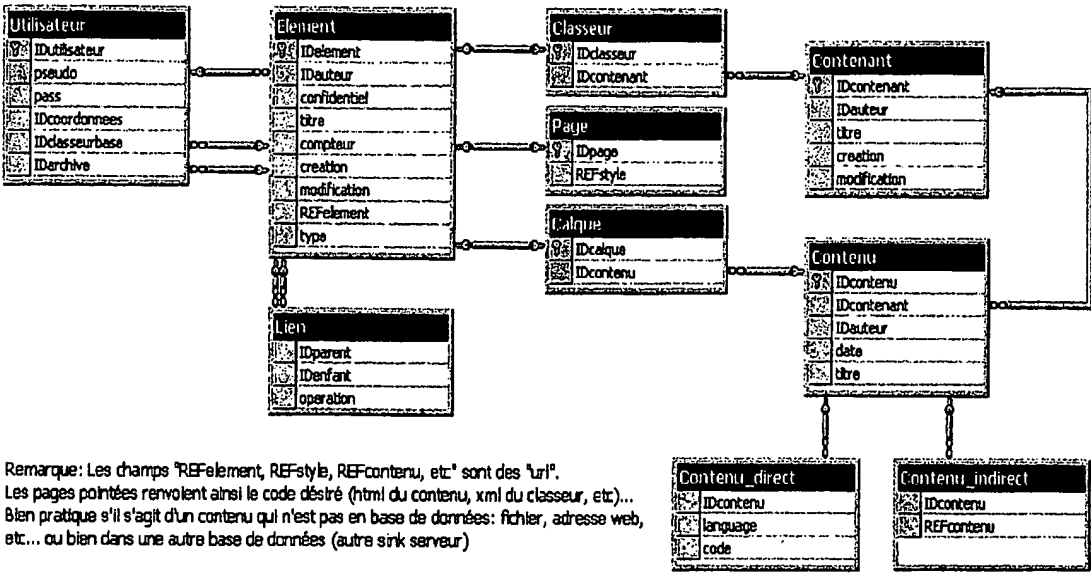 Utilisateur
IDutilisateur
pseudo
pass
IDcoordonnees
IDclasseurbase
IDarchive
Element
IDelement
IDauteur
confidentiel
titre
compteur
creation
modification
REFelement
type
Lien
IDparent
IDenfant
operation
Classeur
IDclasseur
IDcontenant
Page
IDpage
REFstyle
Calque
IDcalque
IDcontenu
Contenant
IDcontenant
IDauteur
titre
creation
modification
Contenu
IDcontenu
IDcontenant
IDauteur
date
titre
Contenu_direct
IDcontenu
language
code
Contenu_indirect
IDcontenu
REFcontenu
Remarque: Les champs "REFelement, REFstyle, REFcontenu, etc" sont des "url".
Les pages pointées renvoient ainsi le code désiré (html du contenu, xml du classeur, etc)...
Bien pratique s'il s'agit d'un contenu qui n'est pas en base de données: fichier, adresse web,
etc... ou bien dans une autre base de données (autre sink serveur)